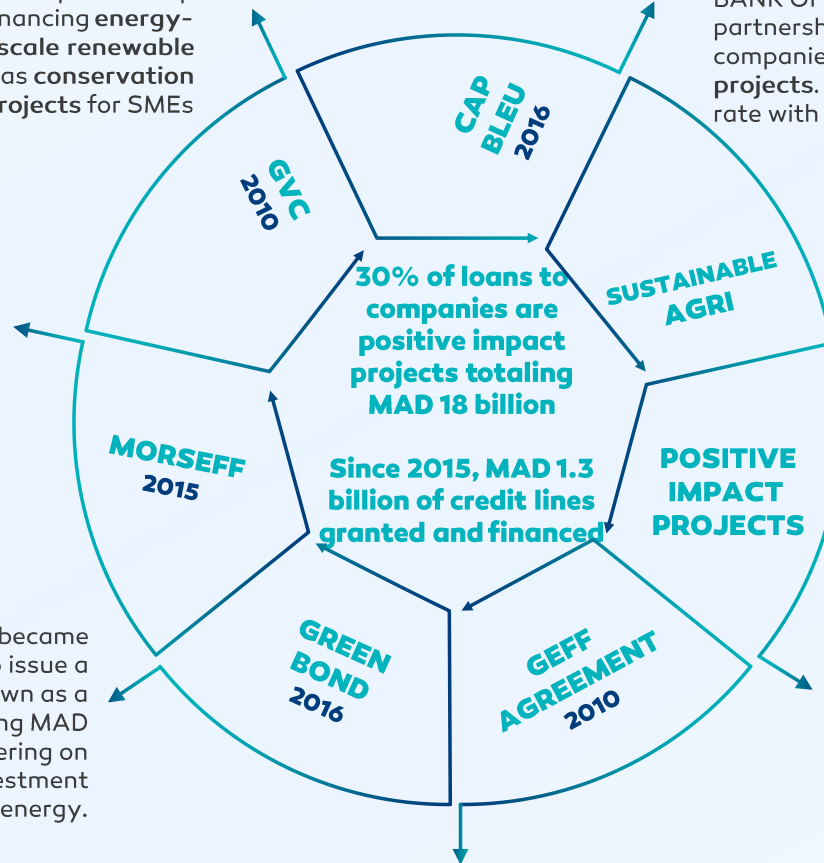 nancing energy-
scale renewable
as conservation
rojects for SMEs
BANK OF
partnersh
companie
projects.
rate with
CAP
BLEU
2016
GVC
2010
SUSTAINABLE
AGRI
30% of loans to
companies are
positive impact
projects totaling
MAD 18 billion
Since 2015, MAD 1.3
billion of credit lines
granted and financed
MORSEFF
2015
POSITIVE
IMPACT
PROJECTS
GREEN
BOND
2016
GEFF
AGREEMENT
2010
became
issue a
wn as a
ng MAD
ering on
estment
energy.